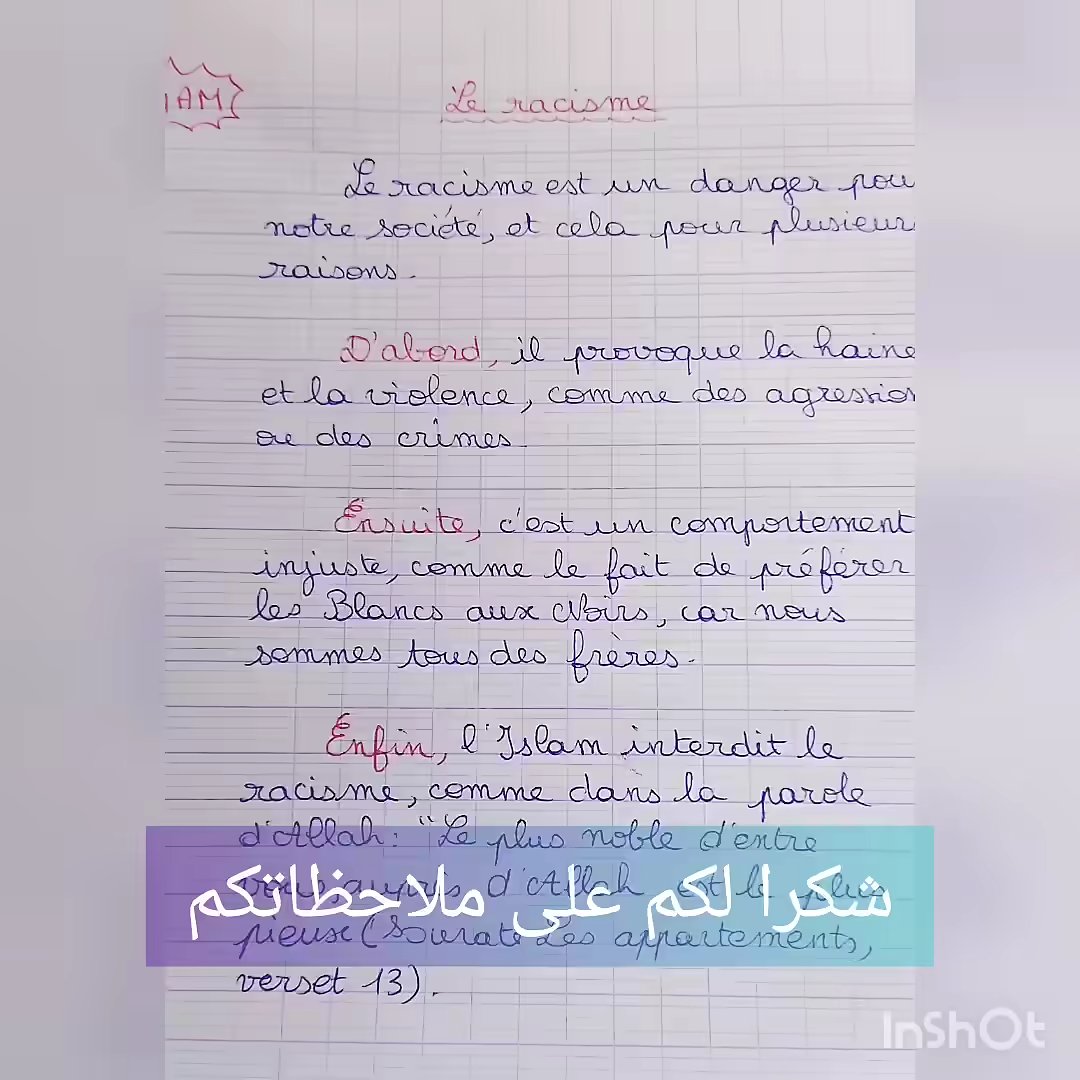 1AM
Le racisme
Le racisme est un danger pou
notre société, et cela pour plusieur
raisons.
D'abord, il provoque la haine
et la violence, comme des agression
ou des crimes.
Ensuite, c'est un comportement
injuste, comme le fait de préférer
les Blancs aux Noirs, car nous
sommes tous des frères.
Enfin, l'Islam interdit le
racisme, comme dans la parole
d'Allah: "Le plus noble d'entre
vous auprès d'Allah est le plus
شكرا لكم على ملاحظاتكم
pieux (Sourate Les appartements,
verset 13).
InShOt